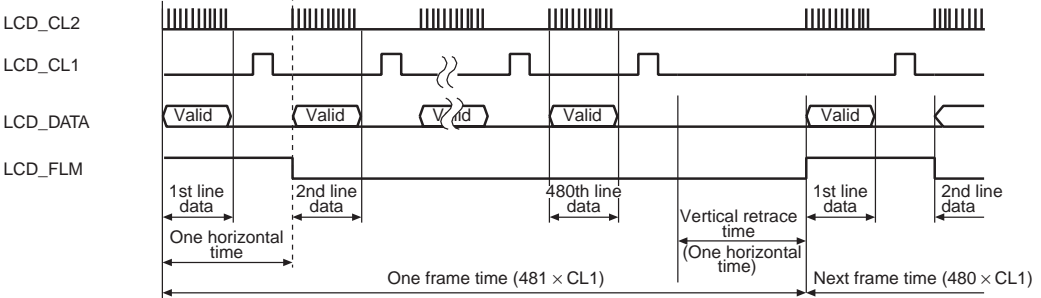 LCD_CL2
LCD_CL1
LCD_DATA
Valid
Valid
Valid
Valid
Valid
LCD_FLM
1st line
data
2nd line
data
480th line
data
1st line
data
2nd line
data
One horizontal
time
Vertical retrace
time
(One horizontal
time)
One frame time (481 × CL1)
Next frame time (480 × CL1)